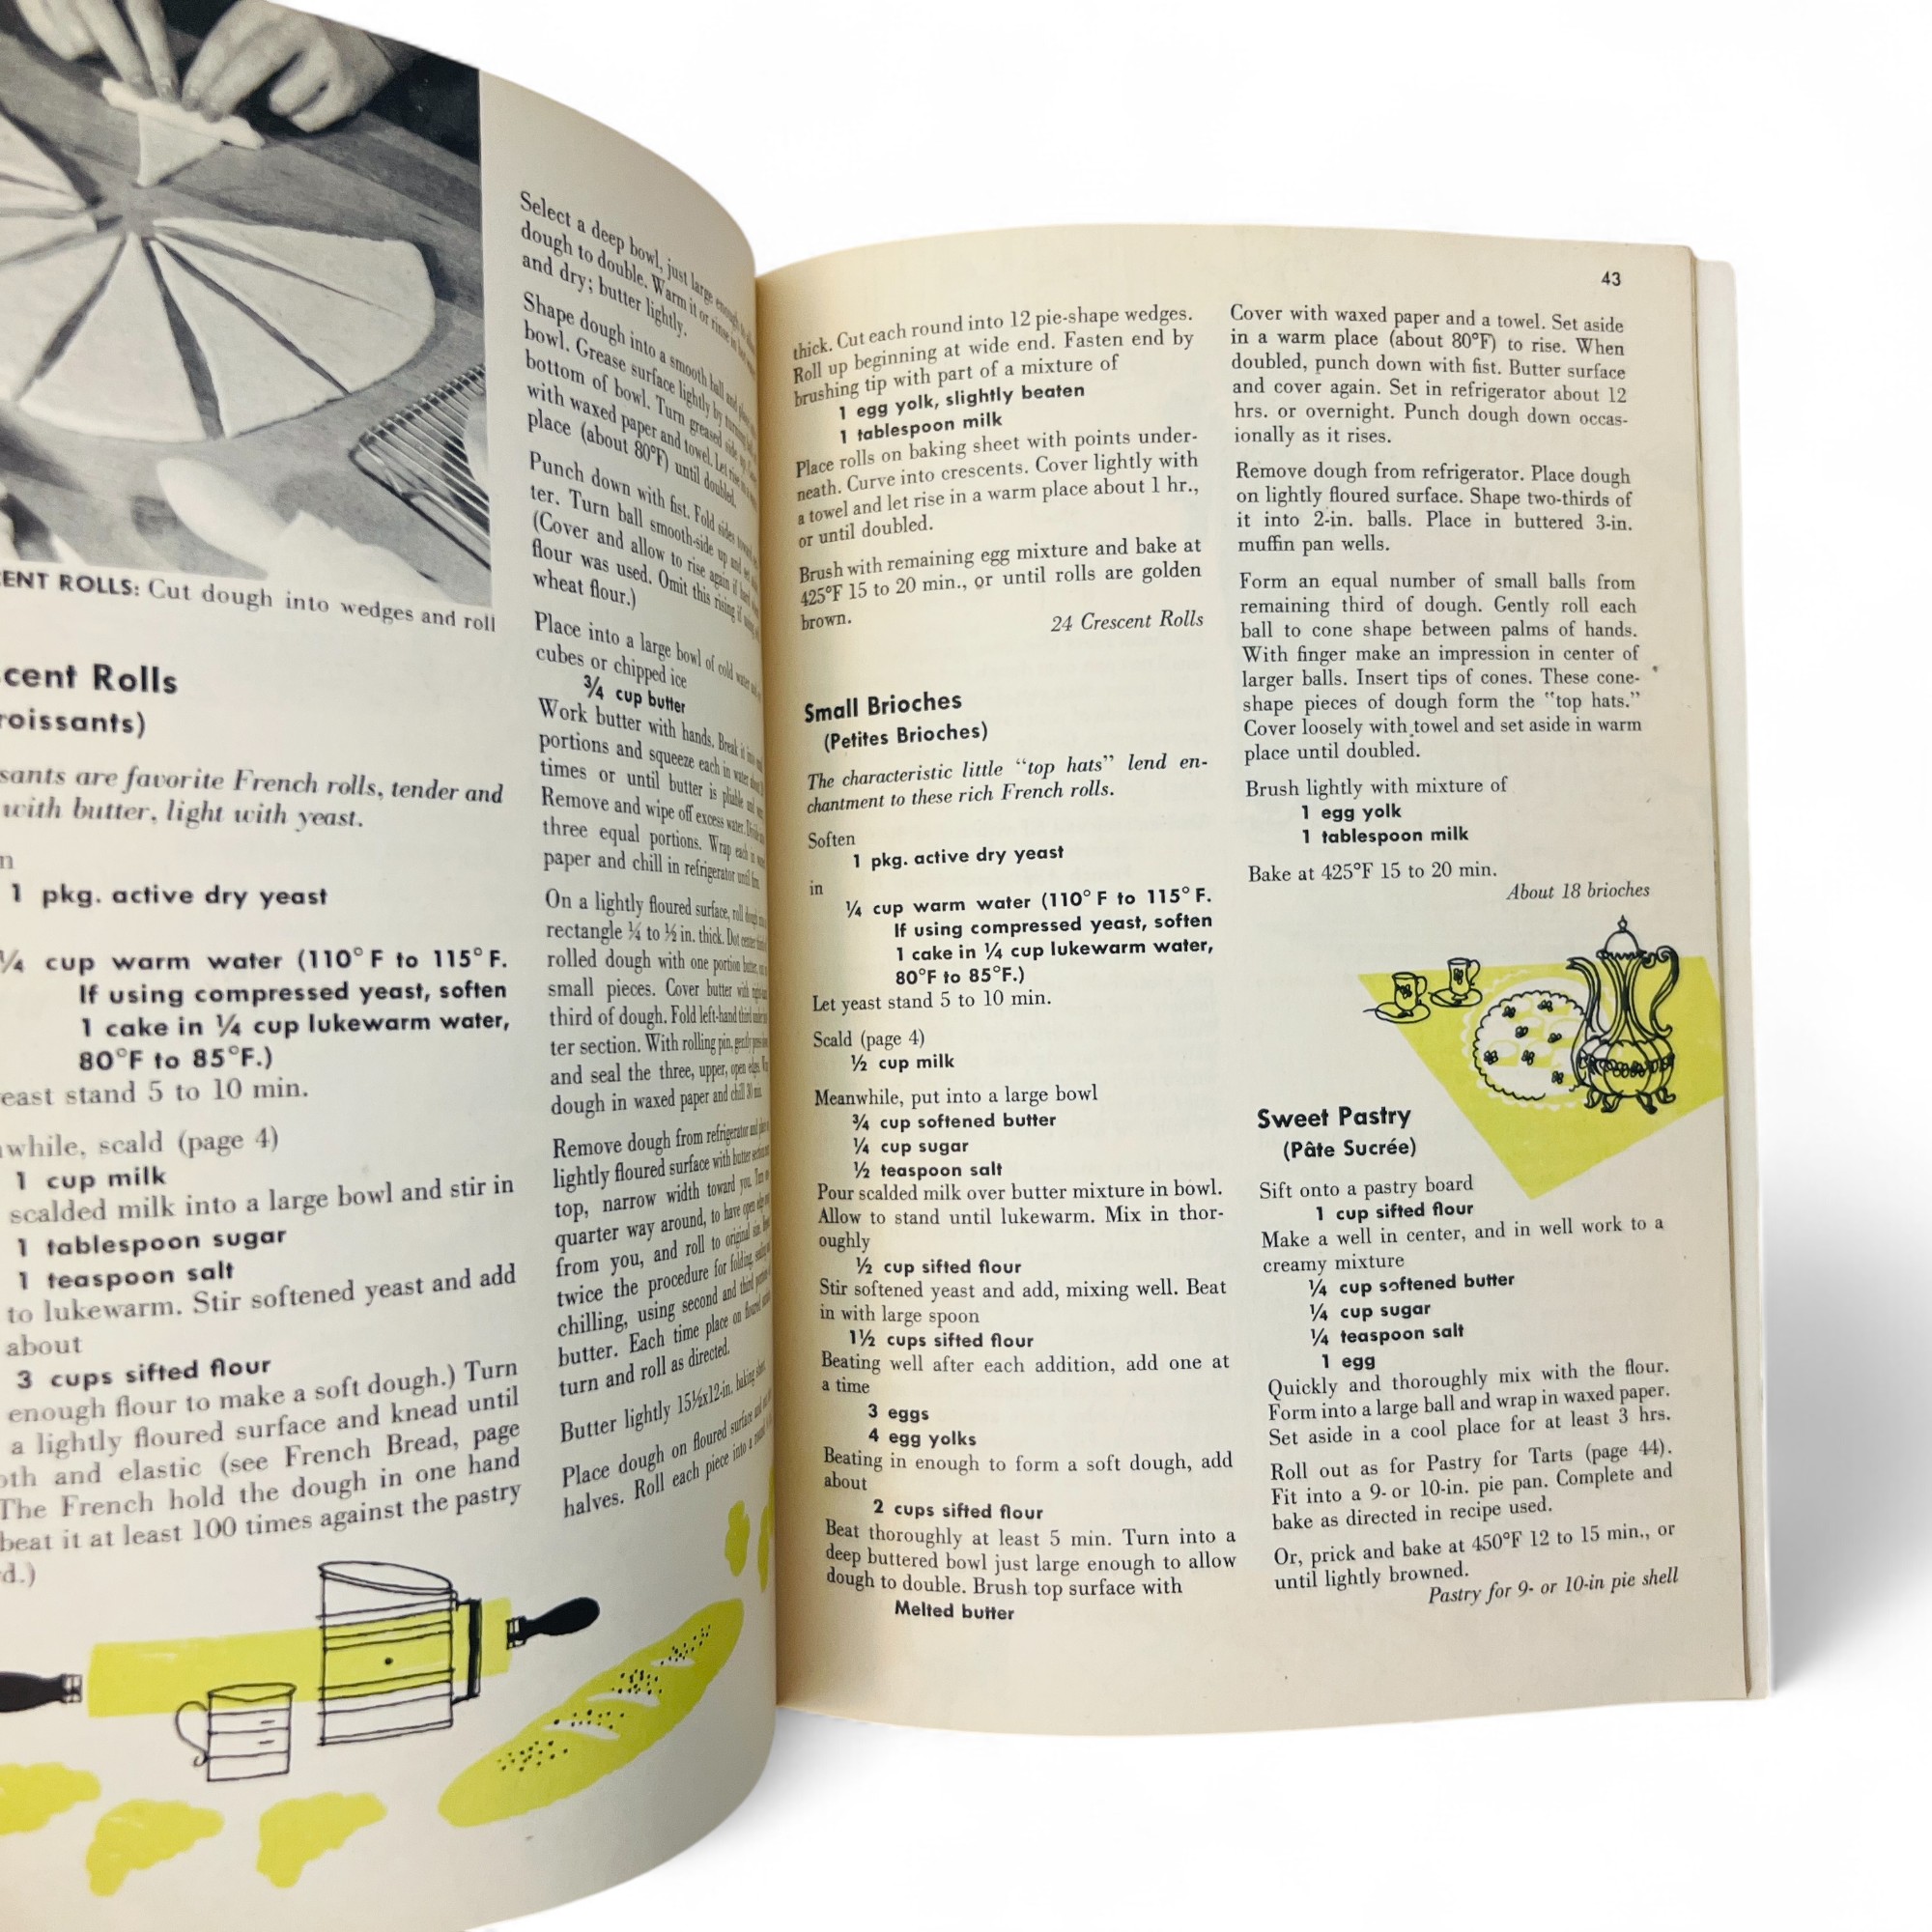 ENT ROLLS: Cut dough into wedges and roll
cent Rolls
roissants)
sants are favorite French rolls, tender and
with butter, light with yeast.
n
1 pkg. active dry yeast
¼ cup warm water (110°F to 115°F.
If using compressed yeast, soften
1 cake in ¼ cup lukewarm water,
80°F to 85°F.)
east stand 5 to 10 min.
while, scald (page 4)
1 cup milk
scalded milk into a large bowl and stir in
1 tablespoon sugar
1 teaspoon salt
to lukewarm. Stir softened yeast and add
about
3 cups sifted flour
enough flour to make a soft dough.) Turn
a lightly floured surface and knead until
oth and elastic (see French Bread, page
The French hold the dough in one hand
beat it at least 100 times against the pastry
d.)
Select a deep bowl, just large enough
dough to double. Warm it or rinse in hot
and dry; butter lightly.
Shape dough into a smooth ball and
bowl. Grease surface lightly by turning
bottom of bowl. Turn greased side up.
with waxed paper and towel. Let rise in a
place (about 80°F) until doubled.
Punch down with fist. Fold sides toward
ter. Turn ball smooth-side up and
(Cover and allow to rise again if hard
flour was used. Omit this rising if
wheat flour.)
Place into a large bowl of cold water and
cubes or chipped ice
¾ cup butter
Work butter with hands. Break it into
portions and squeeze each in water about
times or until butter is pliable and
Remove and wipe off excess water. Divide
three equal portions. Wrap each in
paper and chill in refrigerator until firm.
On a lightly floured surface, roll dough
rectangle ¼ to ½ in. thick. Dot center
rolled dough with one portion butter,
small pieces. Cover butter with right-hand
third of dough. Fold left-hand third under
ter section. With rolling pin, gently press
and seal the three, upper, open edges.
dough in waxed paper and chill 30 min.
Remove dough from refrigerator and place
lightly floured surface with butter section
top, narrow width toward you. Turn
quarter way around, to have open edge
from you, and roll to original size.
twice the procedure for folding, sealing
chilling, using second and third portions
butter. Each time place on floured
turn and roll as directed.
Butter lightly 15½x12-in. baking sheet.
Place dough on floured surface and
halves. Roll each piece into a round
43
thick. Cut each round into 12 pie-shape wedges.
Roll up beginning at wide end. Fasten end by
brushing tip with part of a mixture of
1 egg yolk, slightly beaten
1 tablespoon milk
Place rolls on baking sheet with points under-
neath. Curve into crescents. Cover lightly with
a towel and let rise in a warm place about 1 hr.,
or until doubled.
Brush with remaining egg mixture and bake at
425°F 15 to 20 min., or until rolls are golden
brown.
24 Crescent Rolls
Small Brioches
(Petites Brioches)
The characteristic little "top hats" lend en-
chantment to these rich French rolls.
Soften
1 pkg. active dry yeast
in
¼ cup warm water (110°F to 115°F.
If using compressed yeast, soften
1 cake in ¼ cup lukewarm water,
80°F to 85°F.)
Let yeast stand 5 to 10 min.
Scald (page 4)
½ cup milk
Meanwhile, put into a large bowl
¾ cup softened butter
¼ cup sugar
½ teaspoon salt
Pour scalded milk over butter mixture in bowl.
Allow to stand until lukewarm. Mix in thor-
oughly
½ cup sifted flour
Stir softened yeast and add, mixing well. Beat
in with large spoon
1½ cups sifted flour
Beating well after each addition, add one at
a time
3 eggs
4 egg yolks
Beating in enough to form a soft dough, add
about
2 cups sifted flour
Beat thoroughly at least 5 min. Turn into a
deep buttered bowl just large enough to allow
dough to double. Brush top surface with
Melted butter
Cover with waxed paper and a towel. Set aside
in a warm place (about 80°F) to rise. When
doubled, punch down with fist. Butter surface
and cover again. Set in refrigerator about 12
hrs. or overnight. Punch dough down occas-
ionally as it rises.
Remove dough from refrigerator. Place dough
on lightly floured surface. Shape two-thirds of
it into 2-in. balls. Place in buttered 3-in.
muffin pan wells.
Form an equal number of small balls from
remaining third of dough. Gently roll each
ball to cone shape between palms of hands.
With finger make an impression in center of
larger balls. Insert tips of cones. These cone-
shape pieces of dough form the "top hats."
Cover loosely with towel and set aside in warm
place until doubled.
Brush lightly with mixture of
1 egg yolk
1 tablespoon milk
Bake at 425°F 15 to 20 min.
About 18 brioches
Sweet Pastry
(Pâte Sucrée)
Sift onto a pastry board
1 cup sifted flour
Make a well in center, and in well work to a
creamy mixture
¼ cup softened butter
¼ cup sugar
¼ teaspoon salt
1 egg
Quickly and thoroughly mix with the flour.
Form into a large ball and wrap in waxed paper.
Set aside in a cool place for at least 3 hrs.
Roll out as for Pastry for Tarts (page 44).
Fit into a 9- or 10-in. pie pan. Complete and
bake as directed in recipe used.
Or, prick and bake at 450°F 12 to 15 min., or
until lightly browned.
Pastry for 9- or 10-in pie shell